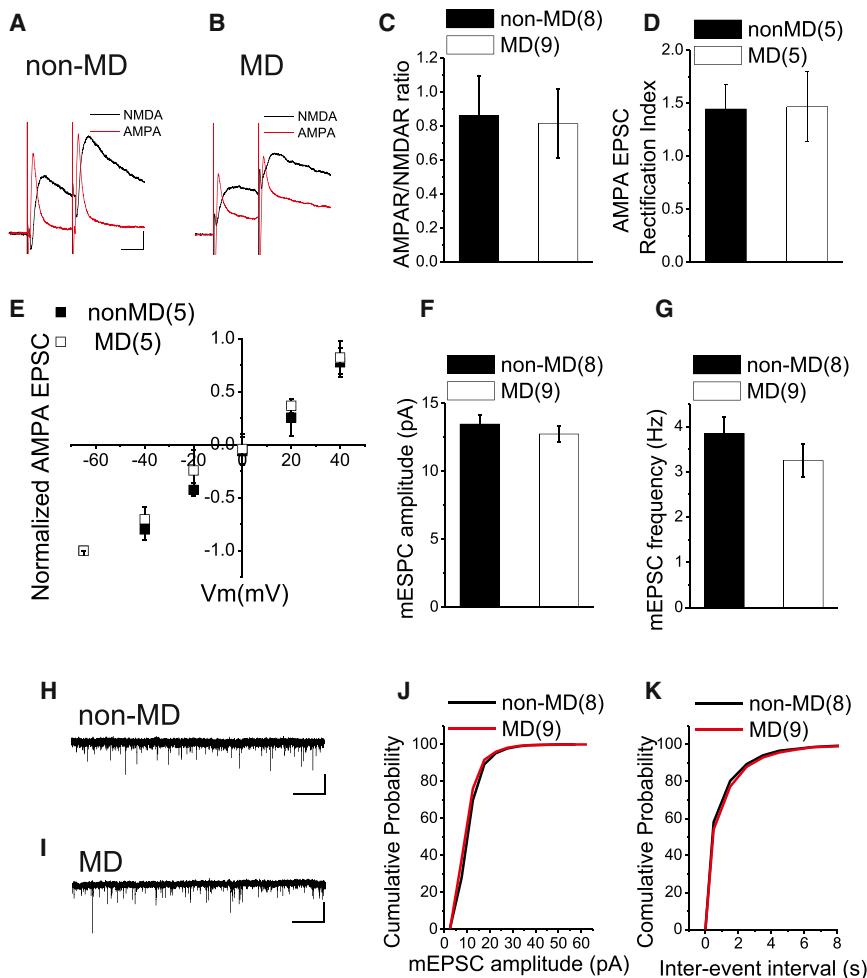 A
non-MD
NMDA
AMPA
B
MD
NMDA
AMPA
C
non-MD(8)
MD(9)
AMPAR/NMDAR ratio
1.2
1.0
0.8
0.6
0.4
0.2
0.0
D
nonMD(5)
MD(5)
AMPA EPSC
Rectification Index
2.0
1.5
1.0
0.5
0.0
E
nonMD(5)
MD(5)
Normalized AMPA EPSC
1.0
0.5
0.0
-0.5
-1.0
-60 -40 -20 0 20 40
Vm(mV)
F
non-MD(8)
MD(9)
mESPC amplitude (pA)
15
10
5
0
G
non-MD(8)
MD(9)
mEPSC frequency (Hz)
4
3
2
1
0
H
non-MD
I
MD
J
non-MD(8)
MD(9)
Cumulative Probability
100
80
60
40
20
0
0 10 20 30 40 50 60
mEPSC amplitude (pA)
K
non-MD(8)
MD(9)
Comulative Probability
100
80
60
40
20
0
0 2 4 6 8
Inter-event interval (s)